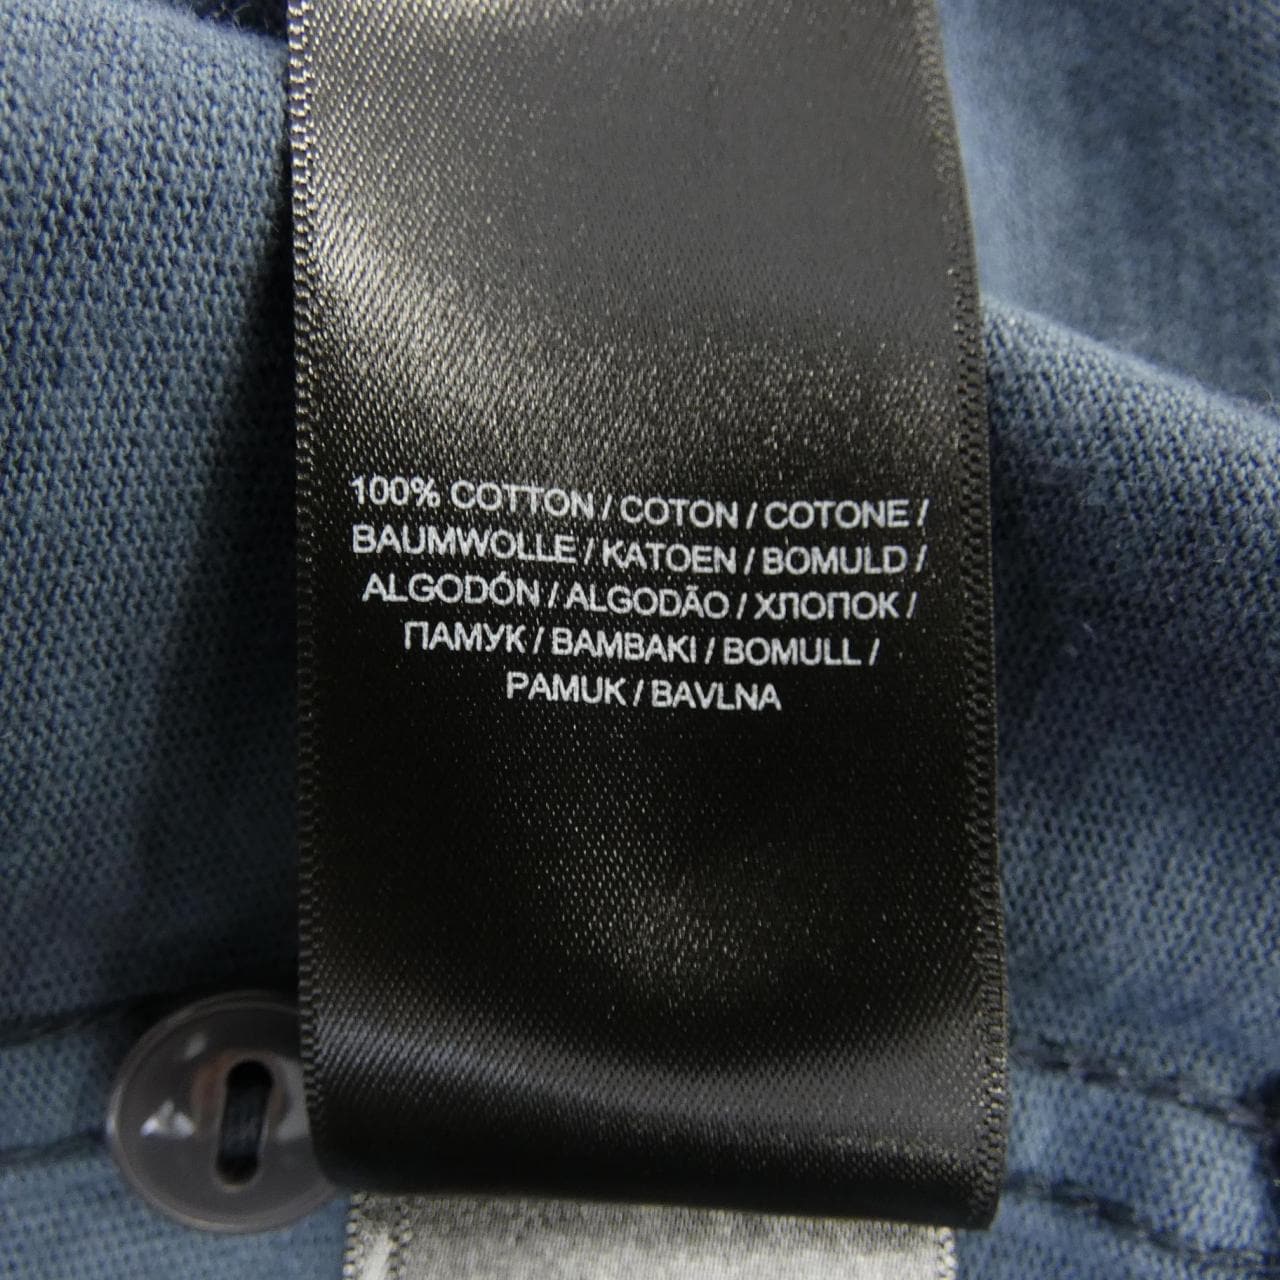 100% COTTON / COTON / COTONE /
BAUMWOLLE / KATOEN / BOMULD /
ALGODÓN / ALGODÃO / ХЛОПОК /
ПАМУК / BAMBAKI / BOMULL /
PAMUK / BAVLNA